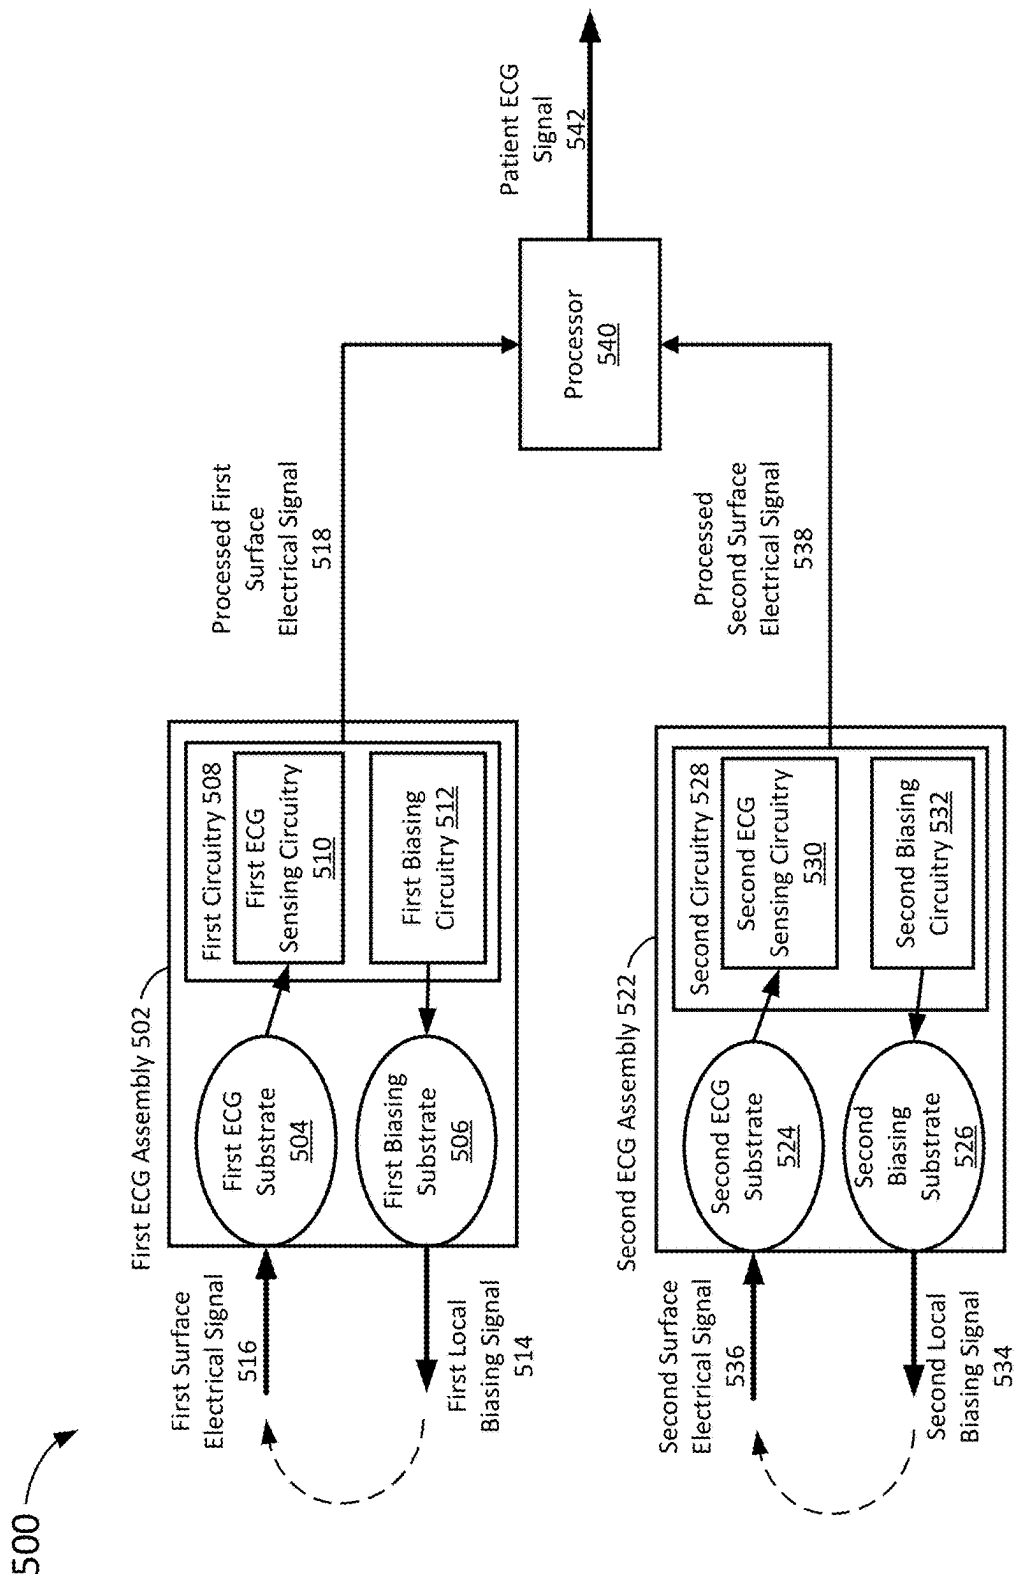 500
First Surface
Electrical Signal
516
First Local
Biasing Signal
514
First ECG Assembly 502
First ECG
Substrate
504
First Biasing
Substrate
506
First Circuitry 508
First ECG
Sensing Circuitry
510
First Biasing
Circuitry 512
Processed First
Surface
Electrical Signal
518
Second Surface
Electrical Signal
536
Second Local
Biasing Signal
534
Second ECG Assembly 522
Second ECG
Substrate
524
Second
Biasing
Substrate
526
Second Circuitry 528
Second ECG
Sensing Circuitry
530
Second Biasing
Circuitry 532
Processed
Second Surface
Electrical Signal
538
Processor
540
Patient ECG
Signal
542